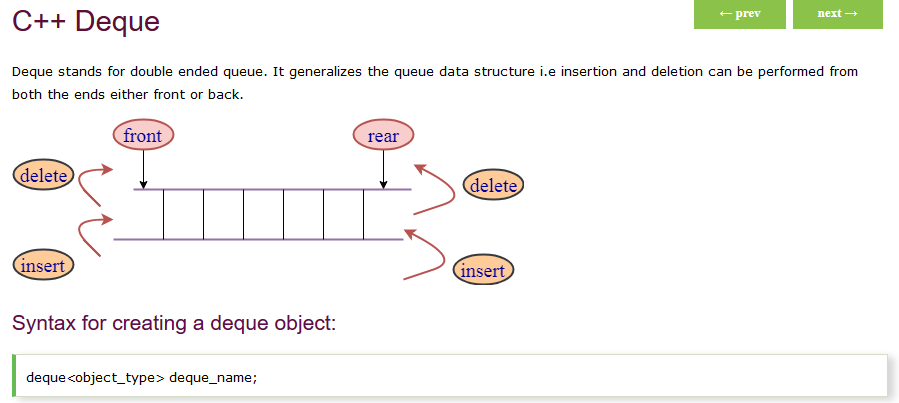 C++ Deque
← prev
next →
Deque stands for double ended queue. It generalizes the queue data structure i.e insertion and deletion can be performed from
both the ends either front or back.
front
rear
delete
delete
insert
insert
Syntax for creating a deque object:
deque<object_type> deque_name;